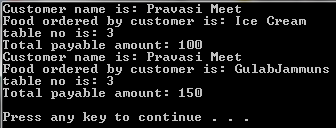 Customer name is: Pravasi Meet
Food ordered by customer is: Ice Cream
table no is: 3
Total payable amount: 100
Customer name is: Pravasi Meet
Food ordered by customer is: GulabJammuns
table no is: 3
Total payable amount: 150
Press any key to continue . . .